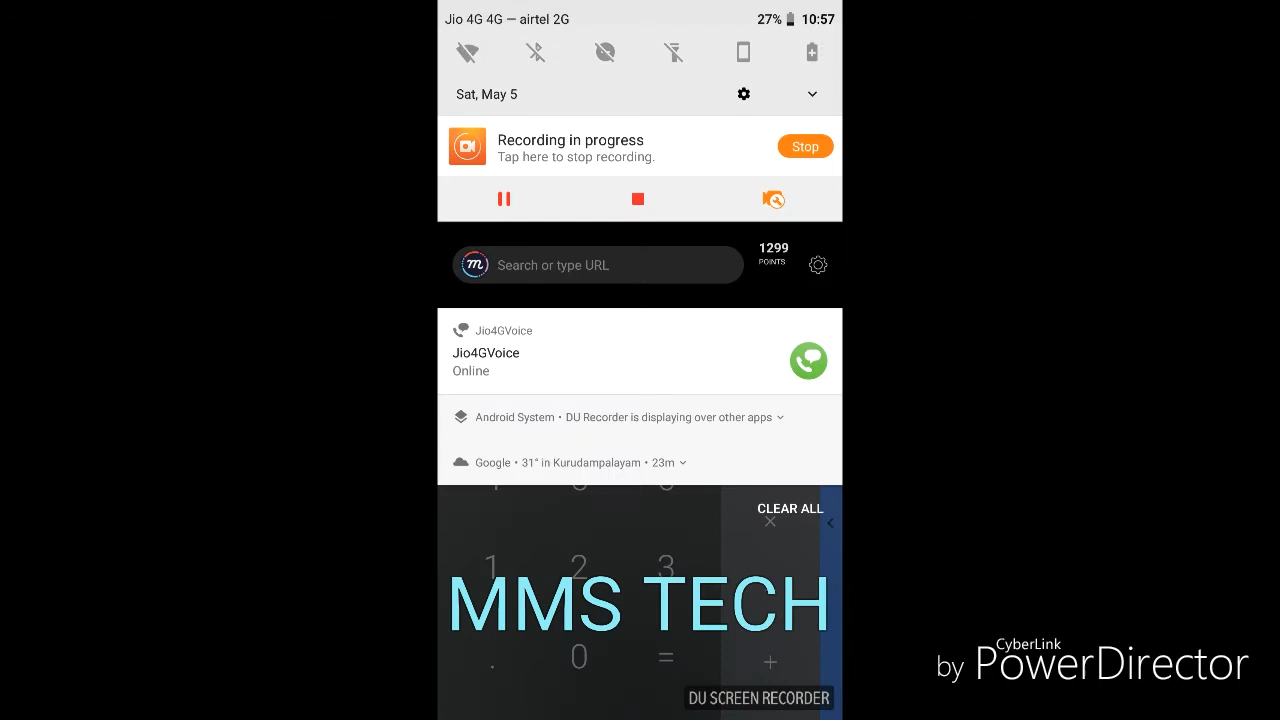 Jio 4G 4G — airtel 2G 27% 10:57
Sat, May 5
Recording in progress
Tap here to stop recording.
Stop
m Search or type URL
1299
POINTS
Jio4GVoice
Jio4GVoice
Online
Android System • DU Recorder is displaying over other apps
Google • 31° in Kurudampalayam • 23m
CLEAR ALL
1 2 3
MMS TECH
. 0 = +
DU SCREEN RECORDER
CyberLink
by PowerDirector